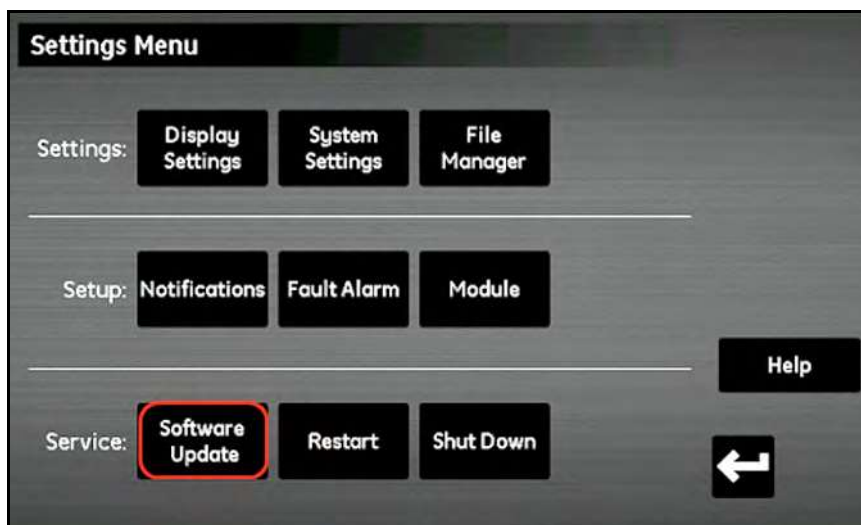 Settings Menu
Settings:
Display
Settings
System
Settings
File
Manager
Setup:
Notifications
Fault Alarm
Module
Help
Service:
Software
Update
Restart
Shut Down